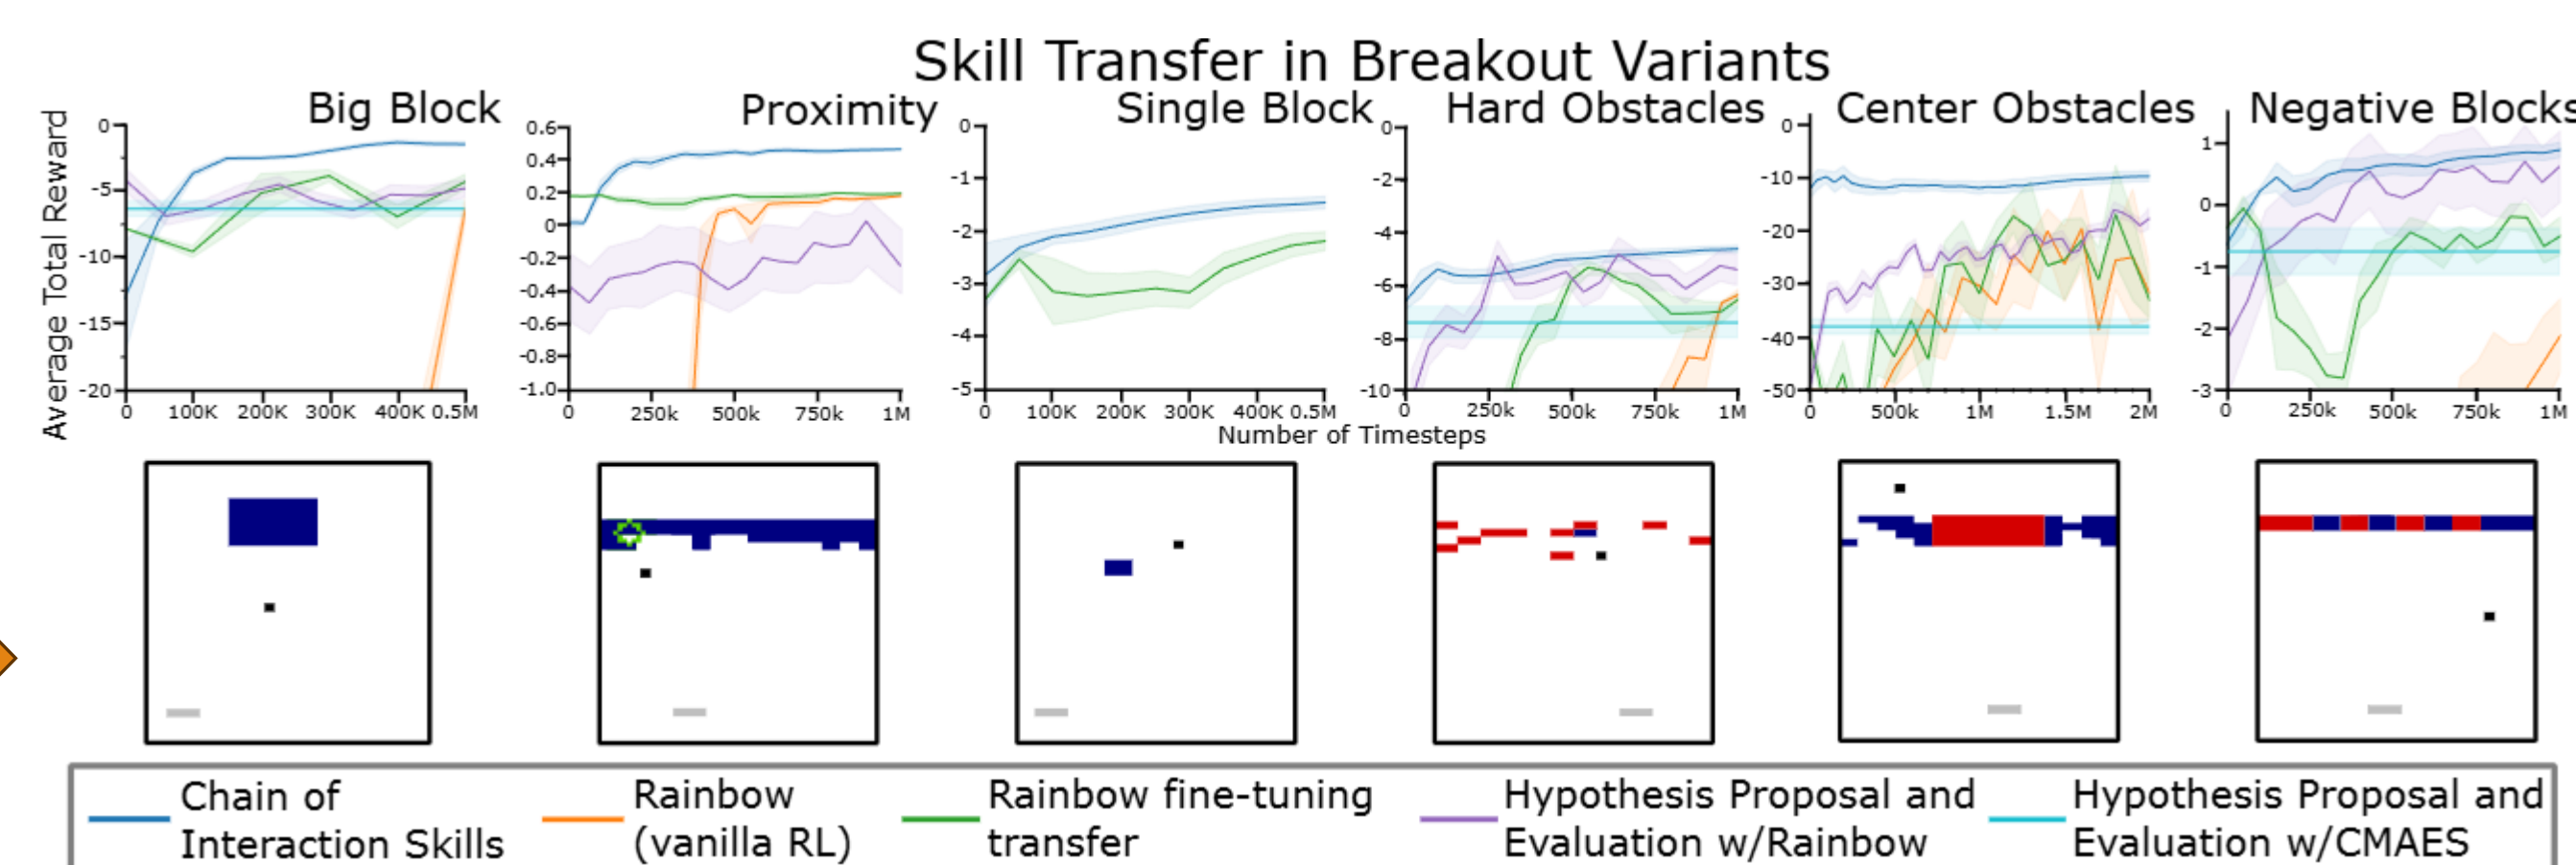 Skill Transfer in Breakout Variants
Big Block
Proximity
Single Block
Hard Obstacles
Center Obstacles
Negative Blocks
Average Total Reward
0
-5
-10
-15
-20
0 100K 200K 300K 400K 0.5M
0.6
0.4
0.2
0
-0.2
-0.4
-0.6
-0.8
-1.0
0 250k 500k 750k 1M
0
-1
-2
-3
-4
-5
0 100K 200K 300K 400K 0.5M
0
-2
-4
-6
-8
-10
0 250k 500k 750k 1M
0
-10
-20
-30
-40
-50
0 500k 1M 1.5M 2M
1
0
-1
-2
-3
0 250k 500k 750k 1M
Number of Timesteps
Chain of
Interaction Skills
Rainbow
(vanilla RL)
Rainbow fine-tuning
transfer
Hypothesis Proposal and
Evaluation w/Rainbow
Hypothesis Proposal and
Evaluation w/CMAES